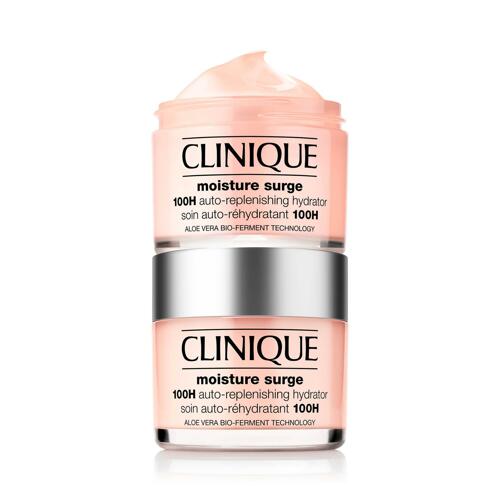 CLINIQUE
moisture surge
100H auto-replenishing hydrator
soin auto-réhydratant 100H
ALOE VERA BIO-FERMENT TECHNOLOGY
CLINIQUE
moisture surge
100H auto-replenishing hydrator
soin auto-réhydratant 100H
ALOE VERA BIO-FERMENT TECHNOLOGY